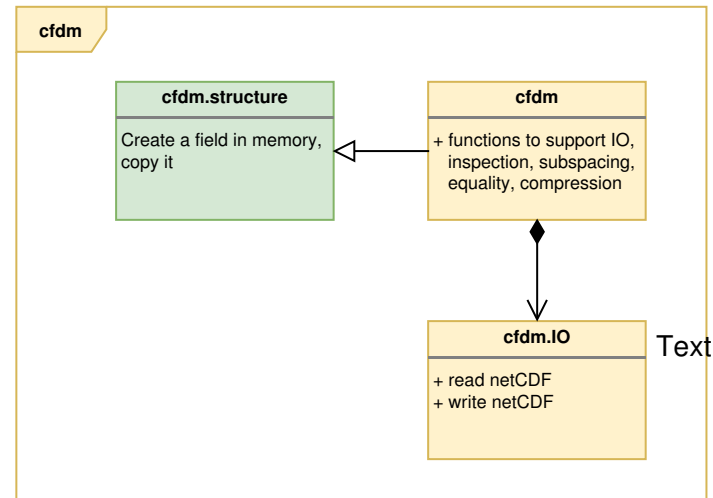 cfdm
cfdm.structure
Create a field in memory,
copy it
cfdm
+ functions to support IO,
inspection, subspacing,
equality, compression
cfdm.IO
+ read netCDF
+ write netCDF
Text